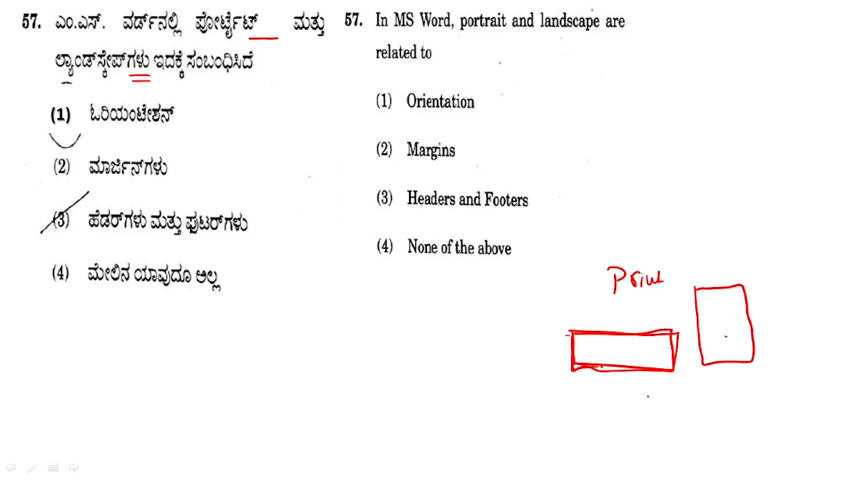 57. ಎಂ.ಎಸ್. ವರ್ಡ್‌ನಲ್ಲಿ ಪೋರ್ಟ್ರೈಟ್ ಮತ್ತು
ಲ್ಯಾಂಡ್‌ಸ್ಕೇಪ್‌ಗಳು ಇದಕ್ಕೆ ಸಂಬಂಧಿಸಿದೆ
(1) ಓರಿಯಂಟೇಶನ್
(2) ಮಾರ್ಜಿನ್‌ಗಳು
(3) ಹೆಡರ್‌ಗಳು ಮತ್ತು ಫುಟರ್‌ಗಳು
(4) ಮೇಲಿನ ಯಾವುದೂ ಅಲ್ಲ
57. In MS Word, portrait and landscape are
related to
(1) Orientation
(2) Margins
(3) Headers and Footers
(4) None of the above